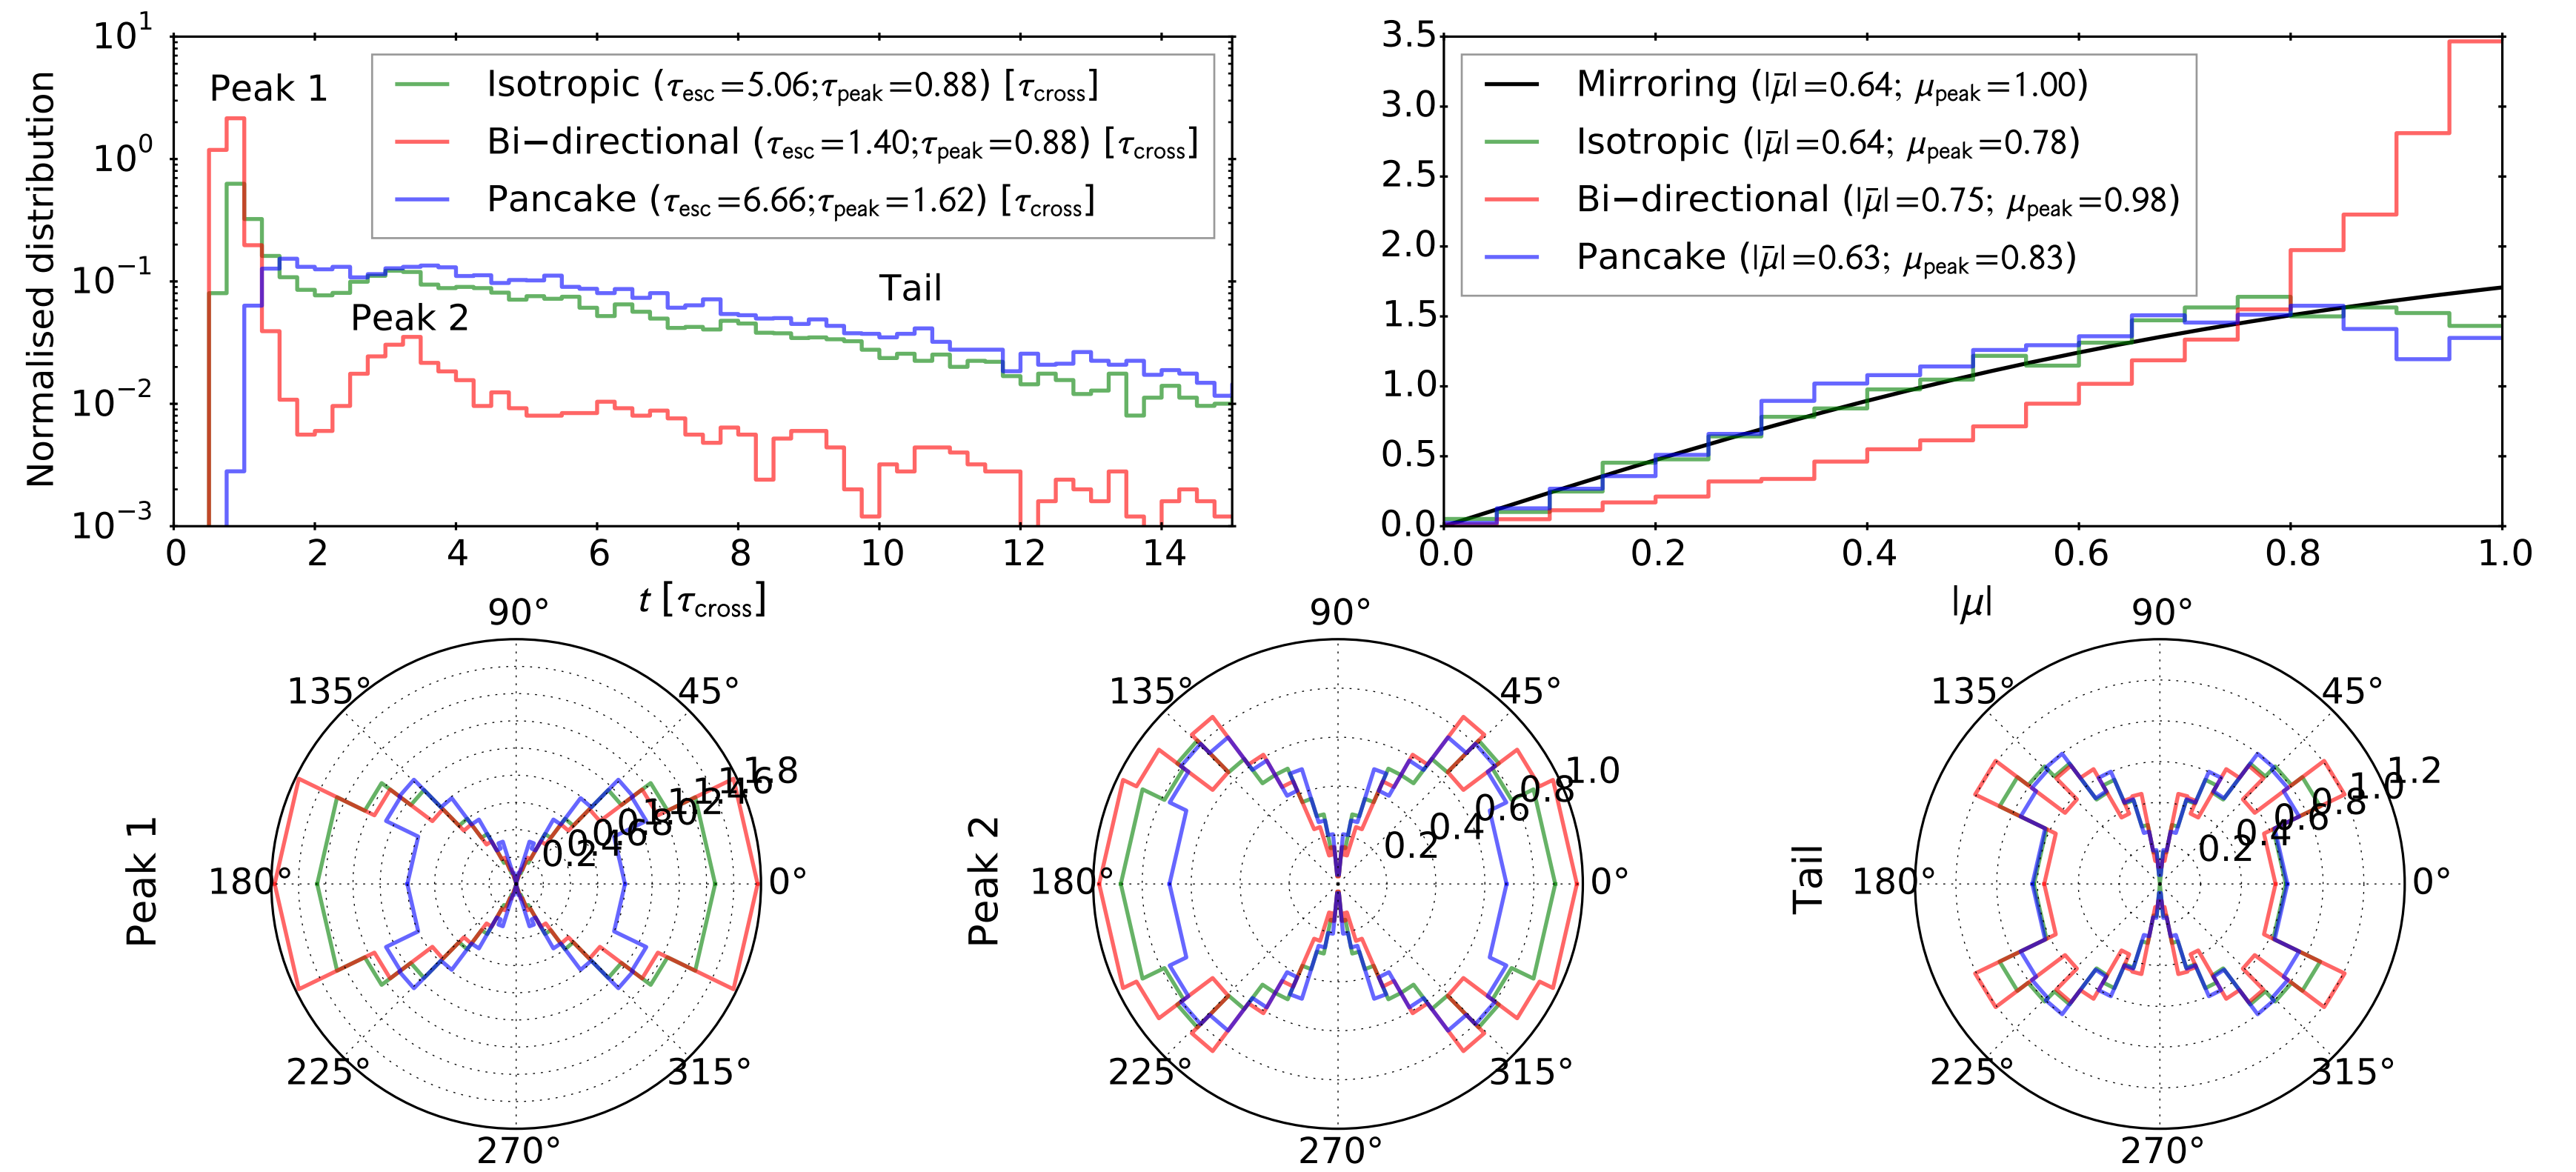 Normalised distribution
10¹
10⁰
10⁻¹
10⁻²
10⁻³
Peak 1
Peak 2
Tail
Isotropic (τesc=5.06;τpeak=0.88) [τcross]
Bi−directional (τesc=1.40;τpeak=0.88) [τcross]
Pancake (τesc=6.66;τpeak=1.62) [τcross]
0 2 4 6 8 10 12 14
t [τcross]
3.5
3.0
2.5
2.0
1.5
1.0
0.5
0.0
Mirroring (|μ̄|=0.64; μpeak=1.00)
Isotropic (|μ̄|=0.64; μpeak=0.78)
Bi−directional (|μ̄|=0.75; μpeak=0.98)
Pancake (|μ̄|=0.63; μpeak=0.83)
0.0 0.2 0.4 0.6 0.8 1.0
|μ|
Peak 1
90°
135° 45°
180° 0°
225° 315°
270°
0.2
1.8
Peak 2
90°
135° 45°
180° 0°
225° 315°
270°
0.2 0.4 0.6 0.8 1.0
Tail
90°
135° 45°
180° 0°
225° 315°
270°
0.2 0.4 0.6 0.8 1.0 1.2